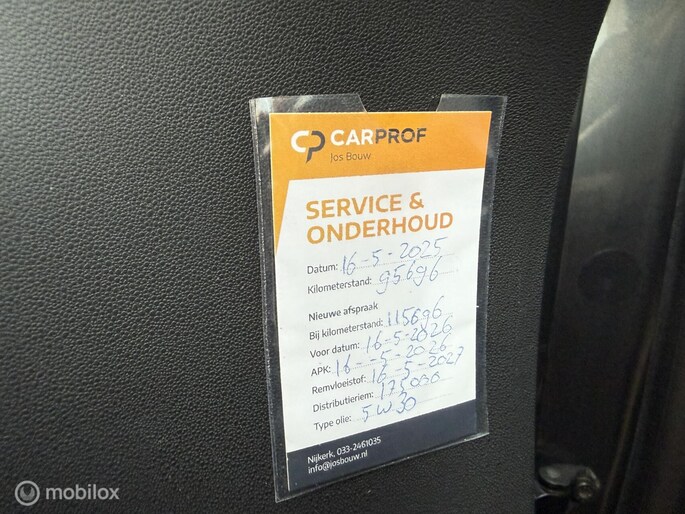 CP CARPROF
Jos Bouw
SERVICE &
ONDERHOUD
Datum: 16-5-2025
Kilometerstand: 95696
Nieuwe afspraak
Bij kilometerstand: 115696
Voor datum: 16-5-2026
APK: 16-5-2026
Remvloeistof: 16-5-2027
Distributieriem: 175000
Type olie: 5W30
Nijkerk, 033-2461035
info@josbouw.nl
mobilox